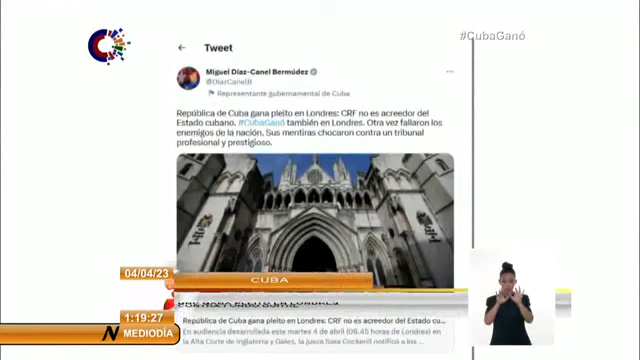 #CubaGanó
Tweet
Miguel Díaz-Canel Bermúdez
@DiazCanelB
Representante gubernamental de Cuba
República de Cuba gana pleito en Londres: CRF no es acreedor del
Estado cubano. #CubaGanó también en Londres. Otra vez fallaron los
enemigos de la nación. Sus mentiras chocaron contra un tribunal
profesional y prestigioso.
04/04/23
CUBA
1:19:27
República de Cuba gana pleito en Londres: CRF no es acreedor del Estado cu...
En audiencia desarrollada este martes 4 de abril (08.45 horas de Londres) en
la Alta Corte de Inglaterra y Gales, la jueza Sara Cockerill notificó a los ...
N MEDIODÍA